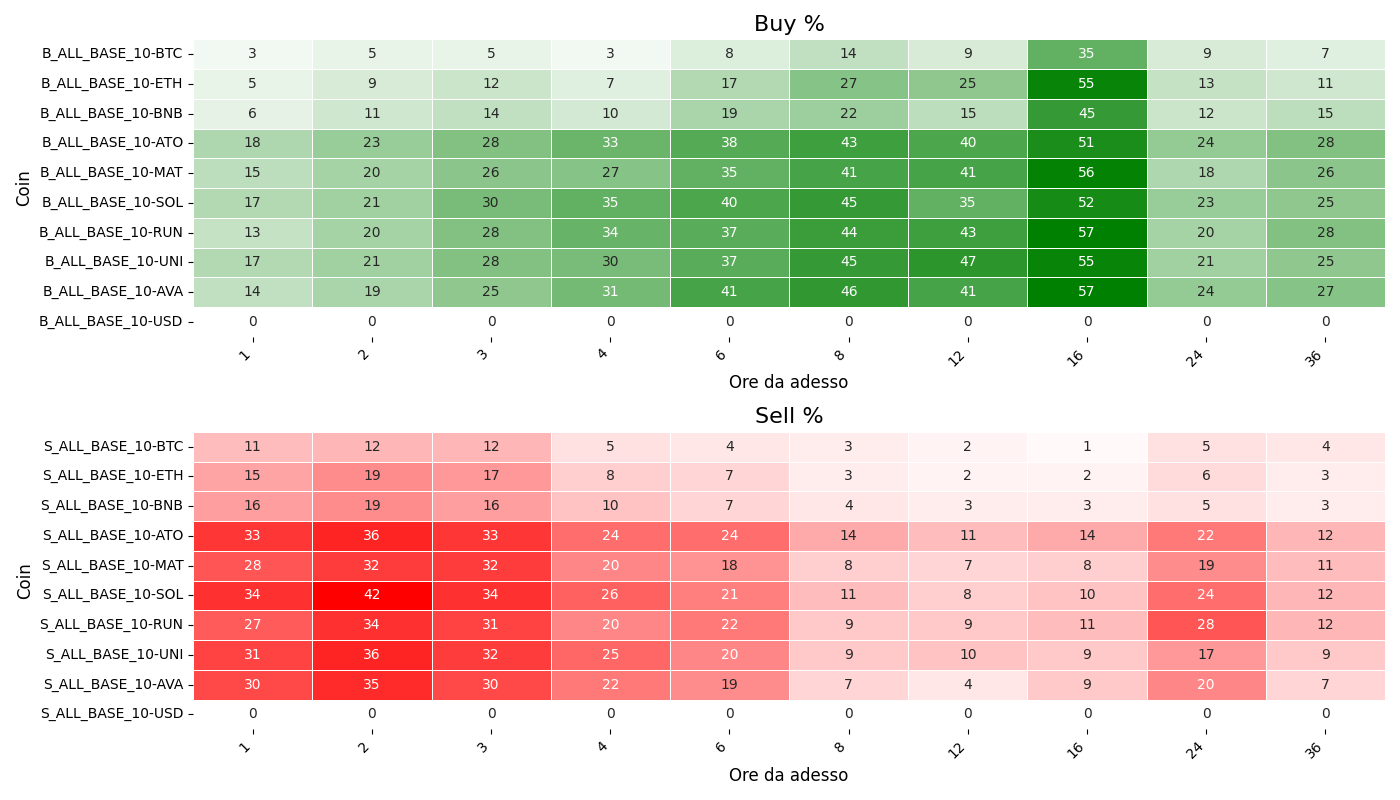 Buy %
Coin
B_ALL_BASE_10-BTC 3 5 5 3 8 14 9 35 9 7
B_ALL_BASE_10-ETH 5 9 12 7 17 27 25 55 13 11
B_ALL_BASE_10-BNB 6 11 14 10 19 22 15 45 12 15
B_ALL_BASE_10-ATO 18 23 28 33 38 43 40 51 24 28
B_ALL_BASE_10-MAT 15 20 26 27 35 41 41 56 18 26
B_ALL_BASE_10-SOL 17 21 30 35 40 45 35 52 23 25
B_ALL_BASE_10-RUN 13 20 28 34 37 44 43 57 20 28
B_ALL_BASE_10-UNI 17 21 28 30 37 45 47 55 21 25
B_ALL_BASE_10-AVA 14 19 25 31 41 46 41 57 24 27
B_ALL_BASE_10-USD 0 0 0 0 0 0 0 0 0 0
1 2 3 4 6 8 12 16 24 36
Ore da adesso
Sell %
Coin
S_ALL_BASE_10-BTC 11 12 12 5 4 3 2 1 5 4
S_ALL_BASE_10-ETH 15 19 17 8 7 3 2 2 6 3
S_ALL_BASE_10-BNB 16 19 16 10 7 4 3 3 5 3
S_ALL_BASE_10-ATO 33 36 33 24 24 14 11 14 22 12
S_ALL_BASE_10-MAT 28 32 32 20 18 8 7 8 19 11
S_ALL_BASE_10-SOL 34 42 34 26 21 11 8 10 24 12
S_ALL_BASE_10-RUN 27 34 31 20 22 9 9 11 28 12
S_ALL_BASE_10-UNI 31 36 32 25 20 9 10 9 17 9
S_ALL_BASE_10-AVA 30 35 30 22 19 7 4 9 20 7
S_ALL_BASE_10-USD 0 0 0 0 0 0 0 0 0 0
1 2 3 4 6 8 12 16 24 36
Ore da adesso